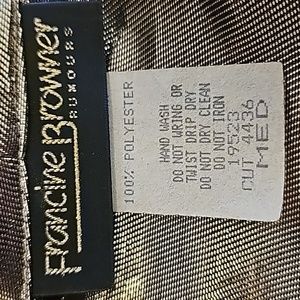 Francine Browner
RUMOURS
100% POLYESTER
HAND WASH
DO NOT WRING OR
TWIST DRIP DRY
DO NOT DRY CLEAN
DO NOT IRON
19523
CUT 4436
MED